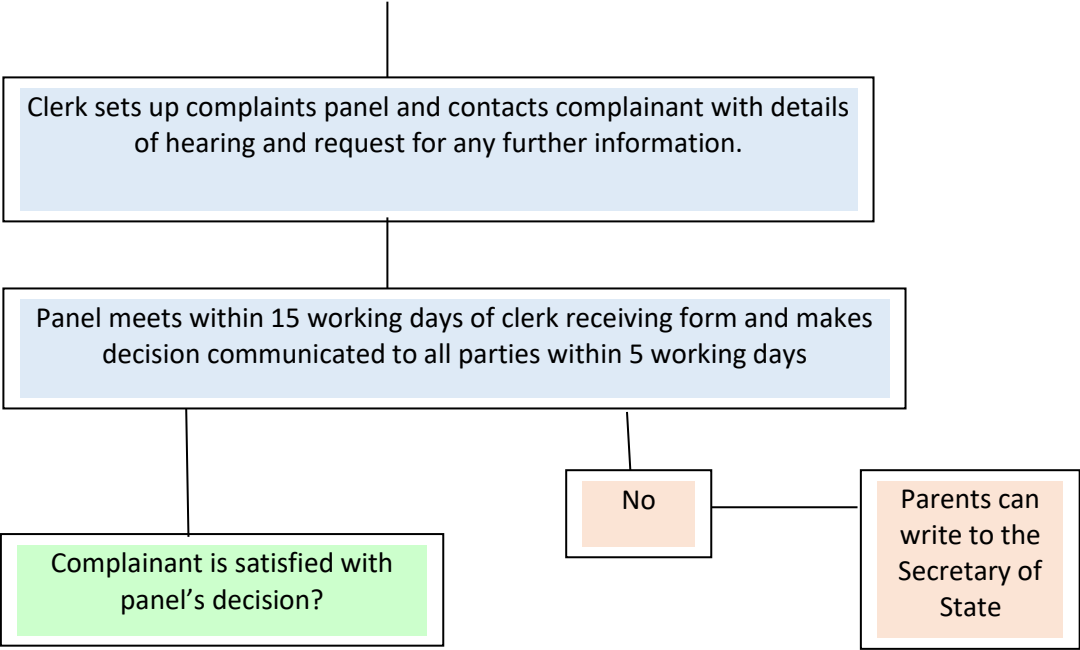 Clerk sets up complaints panel and contacts complainant with details
of hearing and request for any further information.
Panel meets within 15 working days of clerk receiving form and makes
decision communicated to all parties within 5 working days
No
Parents can
write to the
Secretary of
State
Complainant is satisfied with
panel’s decision?